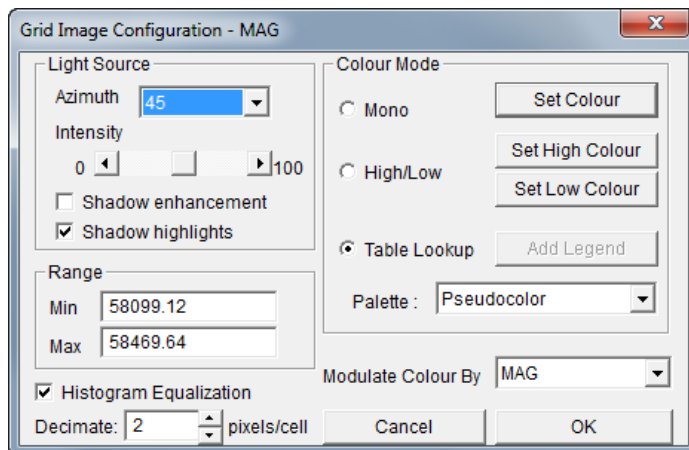 Grid Image Configuration - MAG
Light Source
Azimuth 45
Intensity
0 100
Shadow enhancement
Shadow highlights
Range
Min 58099.12
Max 58469.64
Histogram Equalization
Decimate: 2 pixels/cell
Colour Mode
Mono Set Colour
High/Low Set High Colour
Set Low Colour
Table Lookup Add Legend
Palette : Pseudocolor
Modulate Colour By MAG
Cancel OK